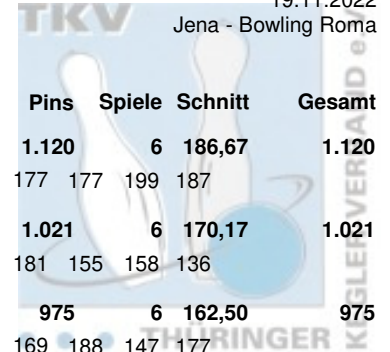 TKV
19.11.2022
Jena - Bowling Roma
Pins Spiele Schnitt Gesamt
1.120 6 186,67 1.120
177 177 199 187
1.021 6 170,17 1.021
181 155 158 136
975 6 162,50 975
169 188 147 177
THÜRINGER
KEGLERVERBAND e.V